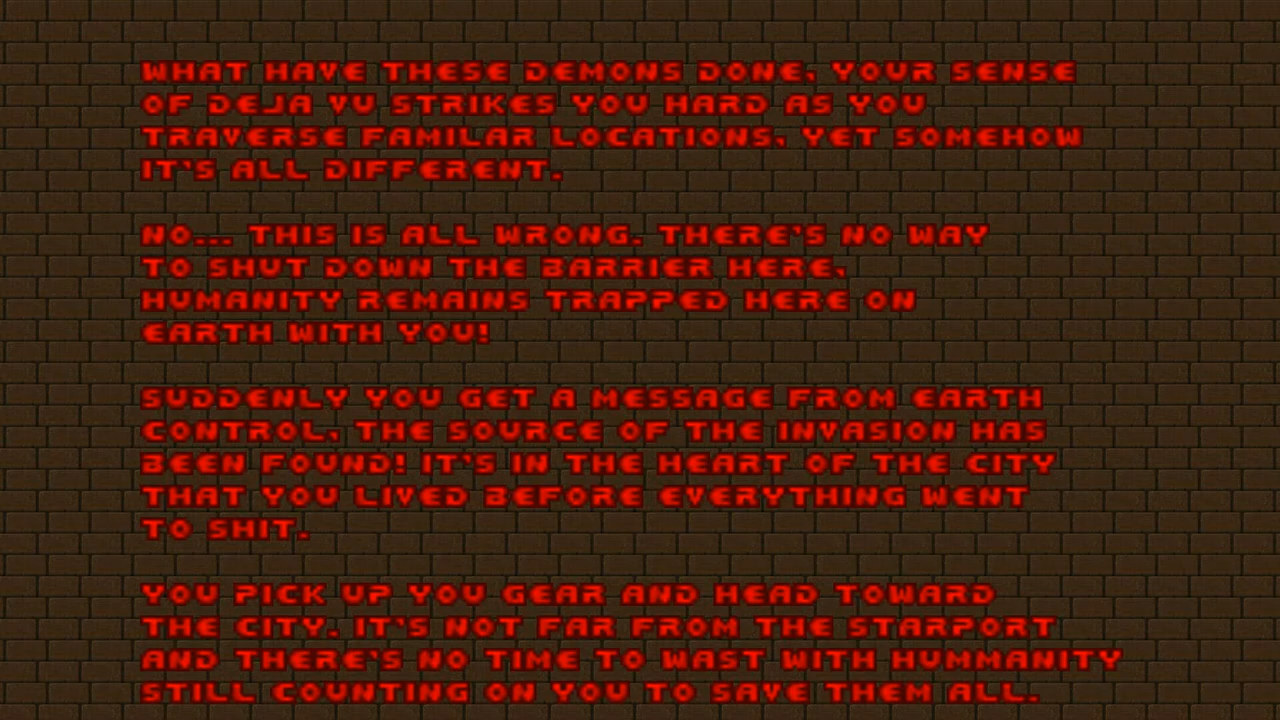 WHAT HAVE THESE DEMONS DONE, YOUR SENSE
OF DEJA VU STRIKES YOU HARD AS YOU
TRAVERSE FAMILAR LOCATIONS, YET SOMEHOW
IT'S ALL DIFFERENT.
NO... THIS IS ALL WRONG. THERE'S NO WAY
TO SHUT DOWN THE BARRIER HERE,
HUMANITY REMAINS TRAPPED HERE ON
EARTH WITH YOU!
SUDDENLY YOU GET A MESSAGE FROM EARTH
CONTROL, THE SOURCE OF THE INVASION HAS
BEEN FOUND! IT'S IN THE HEART OF THE CITY
THAT YOU LIVED BEFORE EVERYTHING WENT
TO SHIT.
YOU PICK UP YOU GEAR AND HEAD TOWARD
THE CITY. IT'S NOT FAR FROM THE STARPORT
AND THERE'S NO TIME TO WAST WITH HUMMANITY
STILL COUNTING ON YOU TO SAVE THEM ALL.